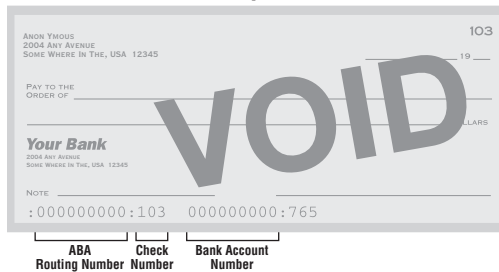 103
ANON YMOUS
2004 ANY AVENUE
SOME WHERE IN THE, USA 12345
19
PAY TO THE
ORDER OF
LLARS
VOID
Your Bank
2004 ANY AVENUE
SOME WHERE IN THE, USA 12345
NOTE
:000000000:103 000000000:765
ABA Check Bank Account
Routing Number Number Number